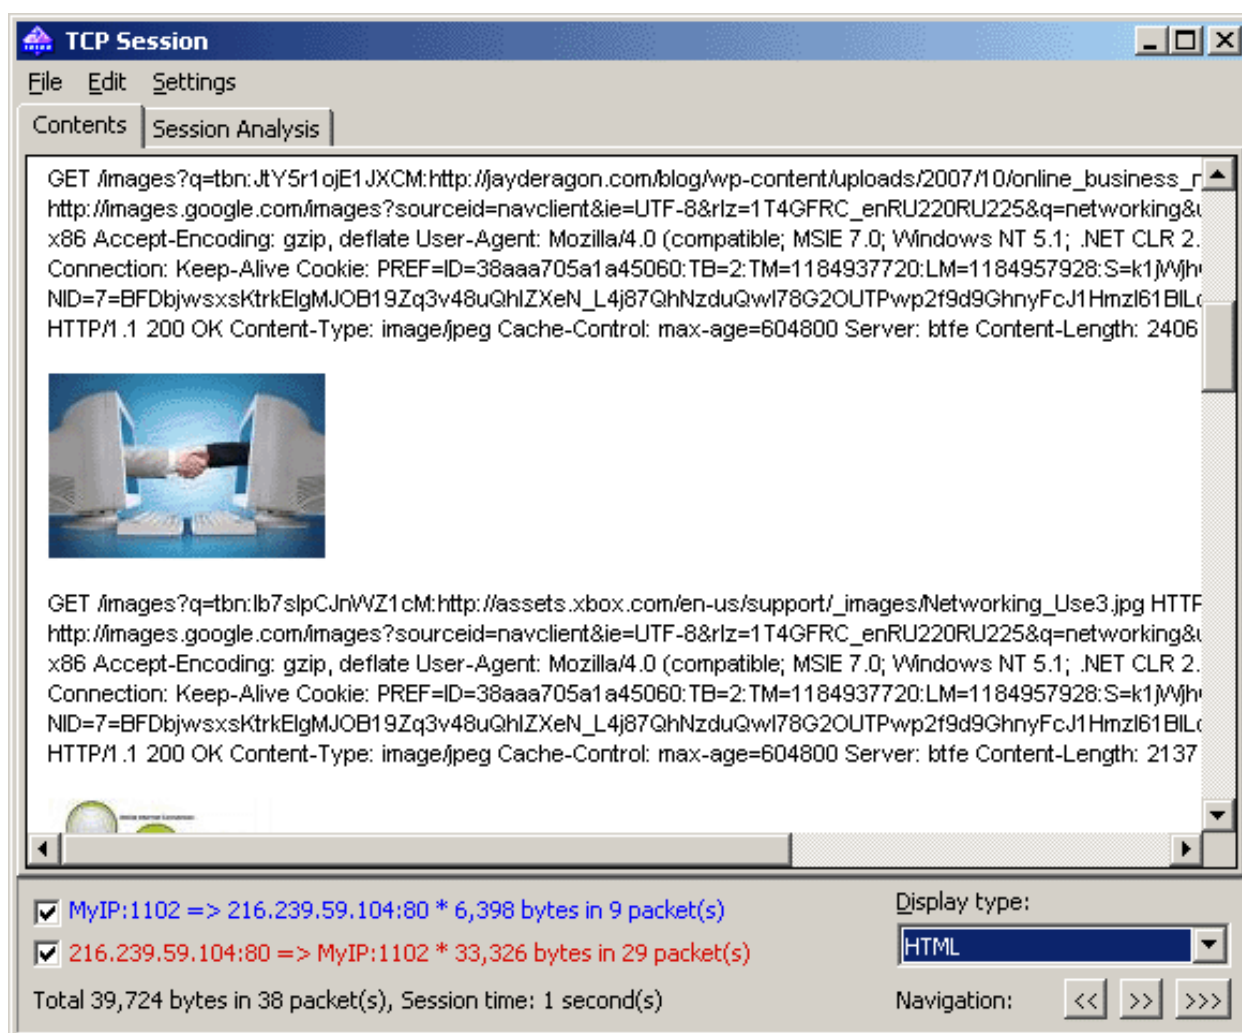 TCP Session
File Edit Settings
Contents Session Analysis
GET /images?q=tbn:JtY5r1ojE1JXCM:http://jayderagon.com/blog/wp-content/uploads/2007/10/online_business_r
http://images.google.com/images?sourceid=navclient&ie=UTF-8&rlz=1T4GFRC_enRU220RU225&q=networking&u
x86 Accept-Encoding: gzip, deflate User-Agent: Mozilla/4.0 (compatible; MSIE 7.0; Windows NT 5.1; .NET CLR 2.
Connection: Keep-Alive Cookie: PREF=ID=38aaa705a1a45060:TB=2:TM=1184937720:LM=1184957928:S=k1jWjh
NID=7=BFDbjwsxsKtrkElgMJOB19Zq3v48uQhlZXeN_L4j87QhNzduQwl78G2OUTPwp2f9d9GhnyFcJ1Hmzl61BlL
HTTP/1.1 200 OK Content-Type: image/jpeg Cache-Control: max-age=604800 Server: btfe Content-Length: 2406
GET /images?q=tbn:lb7slpCJnWZ1cM:http://assets.xbox.com/en-us/support/_images/Networking_Use3.jpg HTTP
http://images.google.com/images?sourceid=navclient&ie=UTF-8&rlz=1T4GFRC_enRU220RU225&q=networking&u
x86 Accept-Encoding: gzip, deflate User-Agent: Mozilla/4.0 (compatible; MSIE 7.0; Windows NT 5.1; .NET CLR 2.
Connection: Keep-Alive Cookie: PREF=ID=38aaa705a1a45060:TB=2:TM=1184937720:LM=1184957928:S=k1jWjh
NID=7=BFDbjwsxsKtrkElgMJOB19Zq3v48uQhlZXeN_L4j87QhNzduQwl78G2OUTPwp2f9d9GhnyFcJ1Hmzl61BlL
HTTP/1.1 200 OK Content-Type: image/jpeg Cache-Control: max-age=604800 Server: btfe Content-Length: 2137
MyIP:1102 => 216.239.59.104:80 * 6,398 bytes in 9 packet(s)
216.239.59.104:80 => MyIP:1102 * 33,326 bytes in 29 packet(s)
Total 39,724 bytes in 38 packet(s), Session time: 1 second(s)
Display type:
HTML
Navigation: << >> >>>